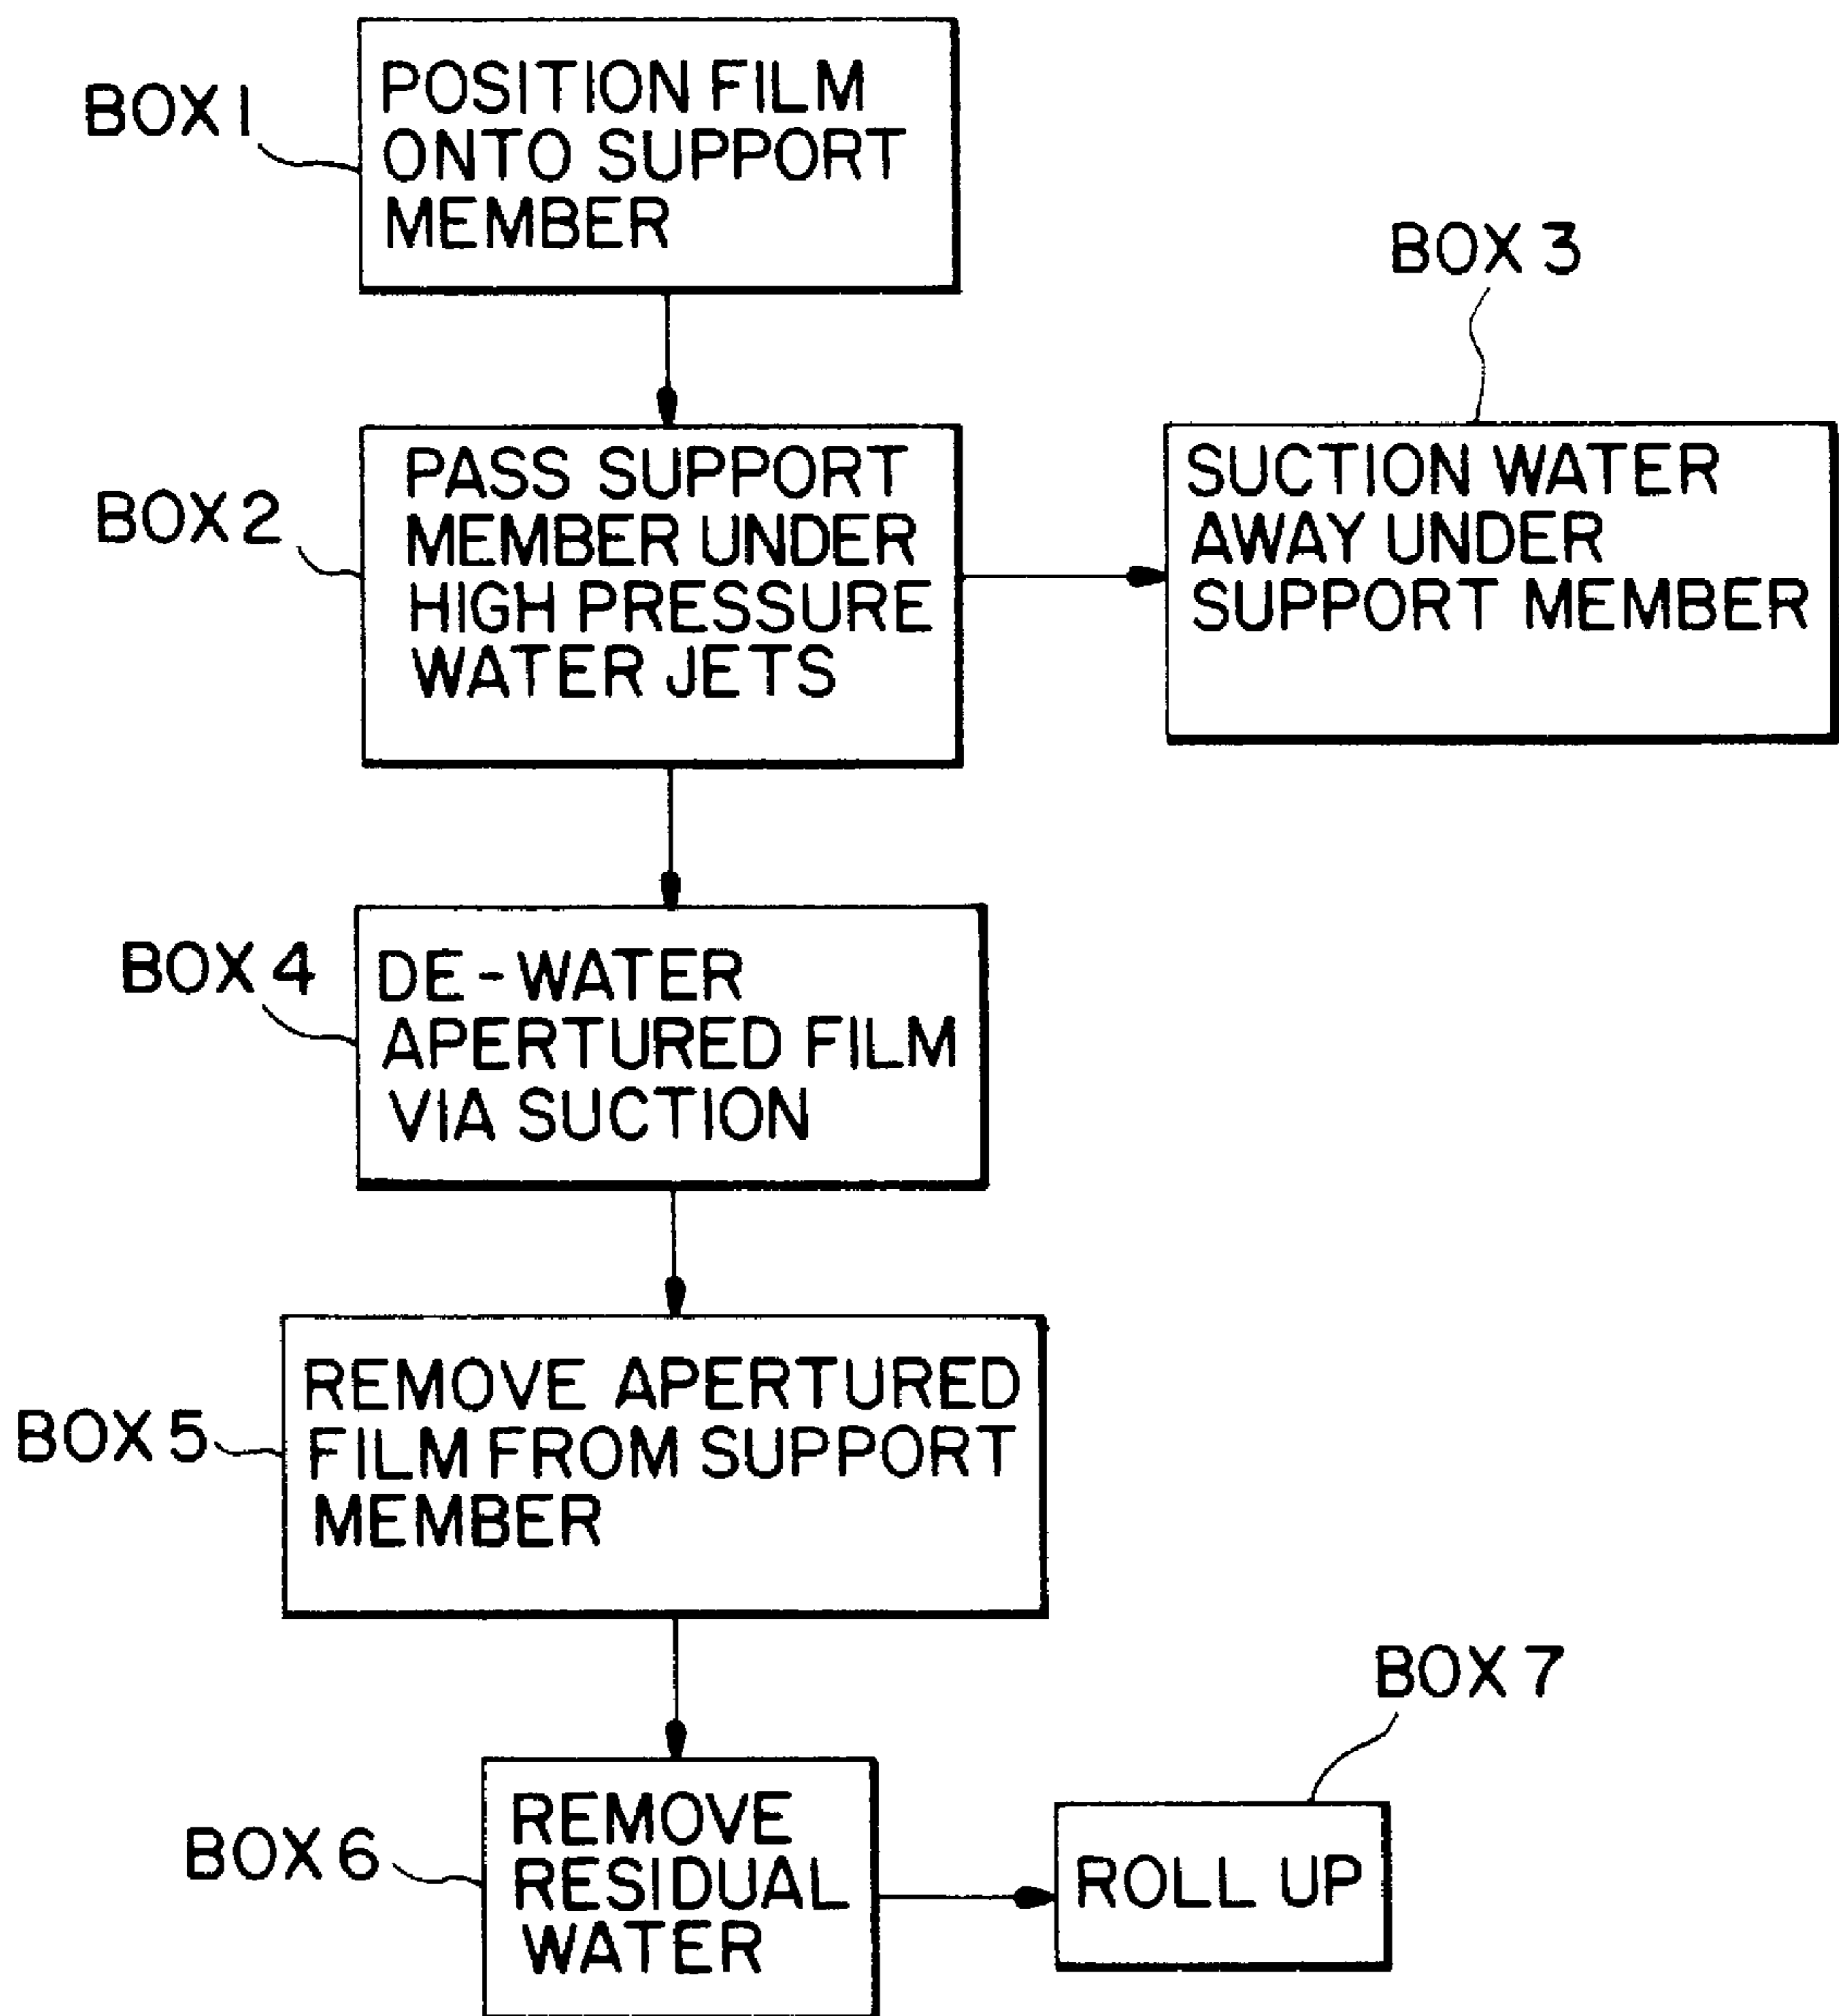 BOX 1
POSITION FILM
ONTO SUPPORT
MEMBER
BOX 2
PASS SUPPORT
MEMBER UNDER
HIGH PRESSURE
WATER JETS
BOX 3
SUCTION WATER
AWAY UNDER
SUPPORT MEMBER
BOX 4
DE-WATER
APERTURED FILM
VIA SUCTION
BOX 5
REMOVE APERTURED
FILM FROM SUPPORT
MEMBER
BOX 6
REMOVE
RESIDUAL
WATER
BOX 7
ROLL UP